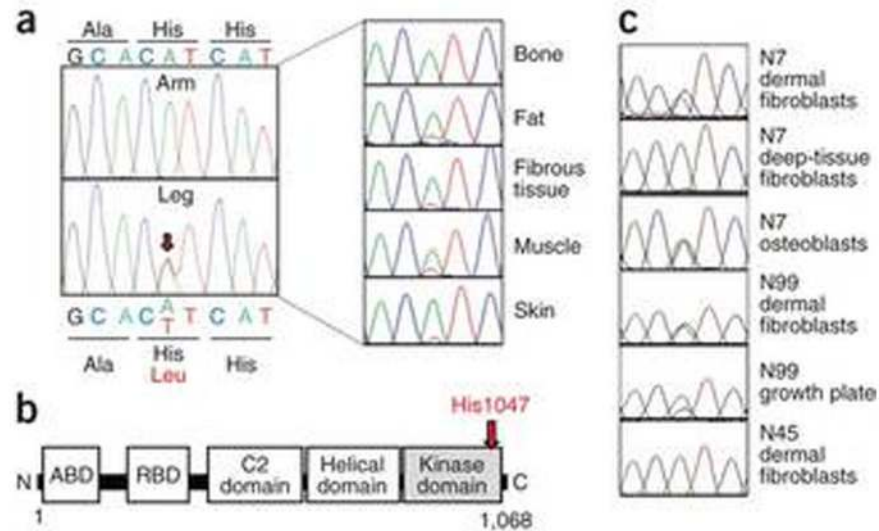 a
Ala His His
G C A C A T C A T
Arm
Leg
G C A C A T C A T
T
Ala His His
Leu
Bone
Fat
Fibrous
tissue
Muscle
Skin
b
His1047
N ABD RBD C2
domain Helical
domain Kinase
domain C
1 1,068
c
N7
dermal
fibroblasts
N7
deep-tissue
fibroblasts
N7
osteoblasts
N99
dermal
fibroblasts
N99
growth plate
N45
dermal
fibroblasts